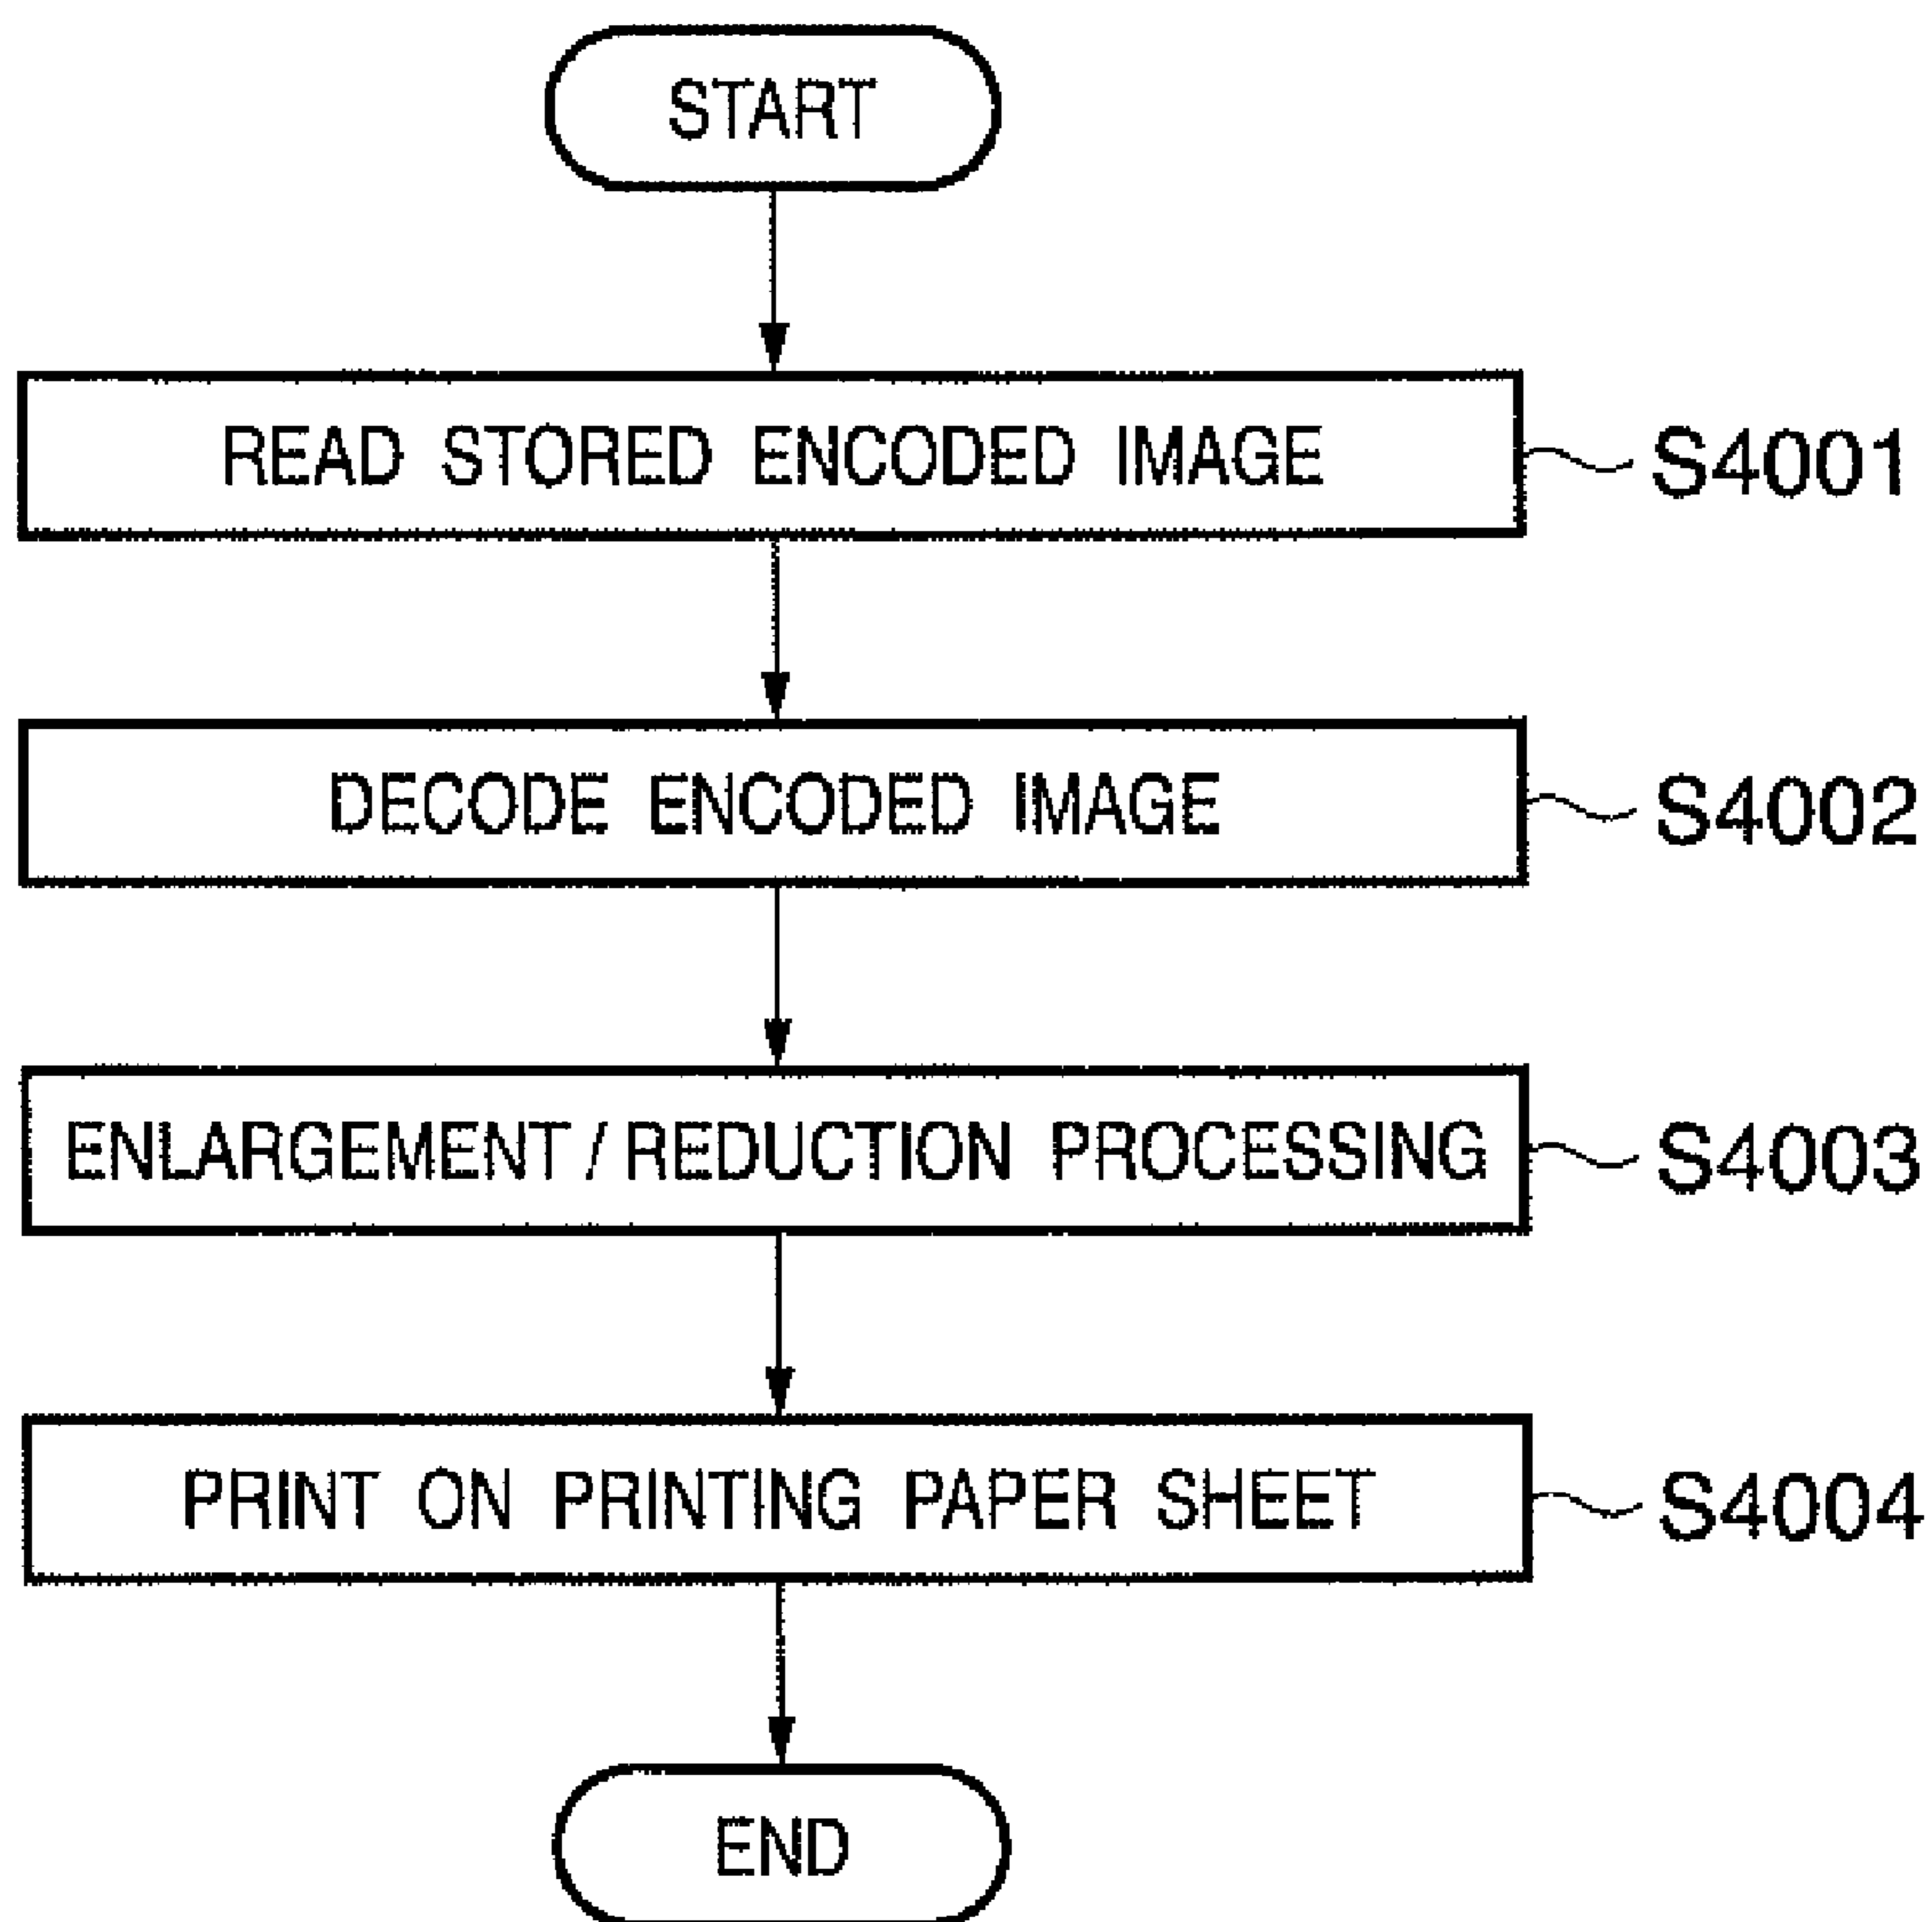 START
READ STORED ENCODED IMAGE S4001
DECODE ENCODED IMAGE S4002
ENLARGEMENT / REDUCTION PROCESSING S4003
PRINT ON PRINTING PAPER SHEET S4004
END